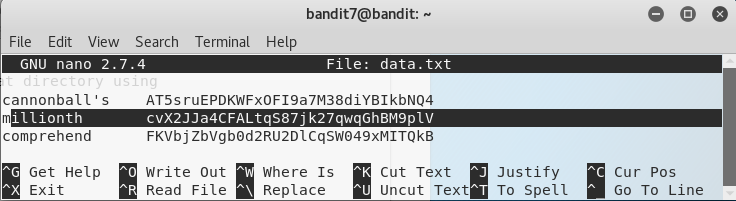 bandit7@bandit: ~
File Edit View Search Terminal Help
GNU nano 2.7.4 File: data.txt
at directory using
cannonball's AT5sruEPDKWFxOFI9a7M38diYBIkbNQ4
millionth cvX2JJa4CFALtqS87jk27qwqGhBM9plV
comprehend FKVbjZbVgb0d2RU2DlCqSW049xMITQkB
^G Get Help ^O Write Out ^W Where Is ^K Cut Text ^J Justify ^C Cur Pos
^X Exit ^R Read File ^\ Replace ^U Uncut Text ^T To Spell ^_ Go To Line